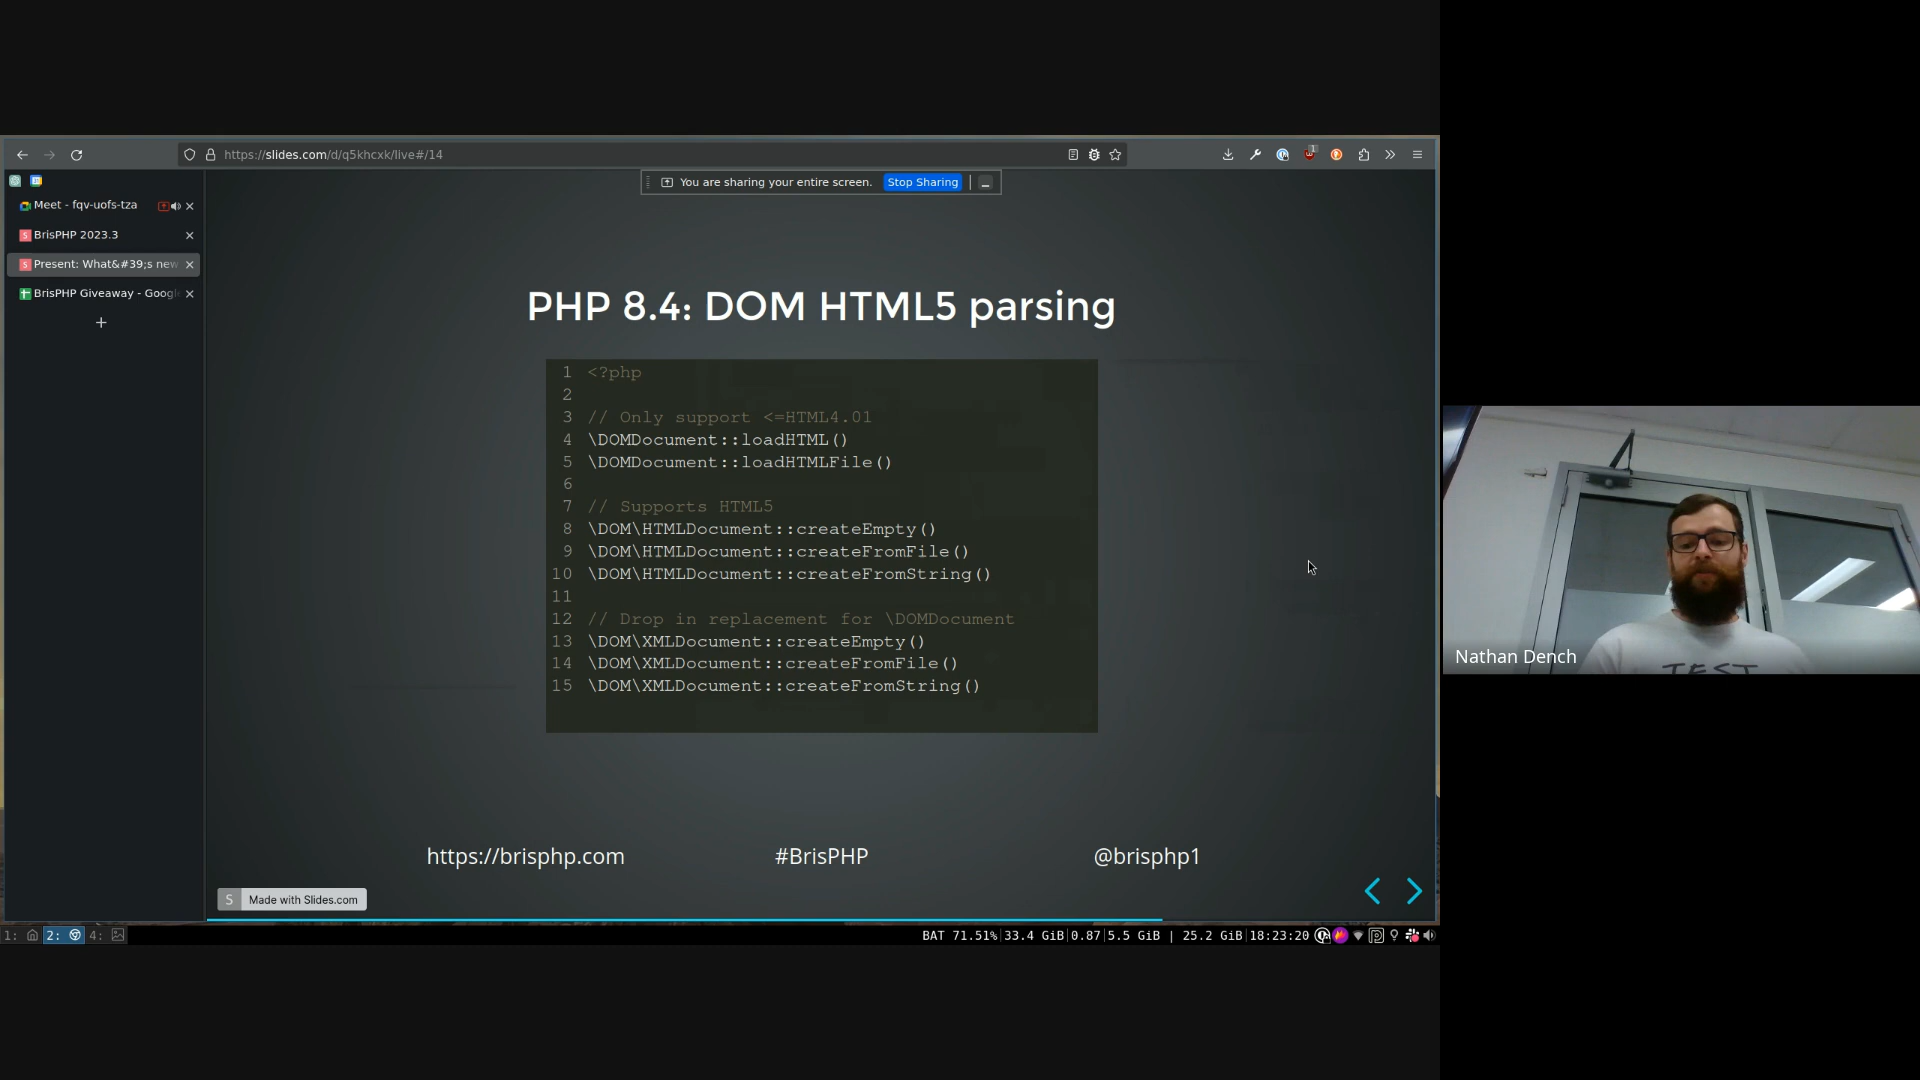 https://slides.com/d/q5khcxk/live#/14
You are sharing your entire screen. Stop Sharing
Meet - fqv-uofs-tza
BrisPHP 2023.3
Present: What&#39;s new
BrisPHP Giveaway - Googl
PHP 8.4: DOM HTML5 parsing
1 <?php
2
3 // Only support <=HTML4.01
4 \DOMDocument::loadHTML()
5 \DOMDocument::loadHTMLFile()
6
7 // Supports HTML5
8 \DOM\HTMLDocument::createEmpty()
9 \DOM\HTMLDocument::createFromFile()
10 \DOM\HTMLDocument::createFromString()
11
12 // Drop in replacement for \DOMDocument
13 \DOM\XMLDocument::createEmpty()
14 \DOM\XMLDocument::createFromFile()
15 \DOM\XMLDocument::createFromString()
https://brisphp.com #BrisPHP @brisphp1
S Made with Slides.com
1: 2: 4: BAT 71.51%|33.4 GiB|0.87|5.5 GiB | 25.2 GiB|18:23:20
TEST
Nathan Dench